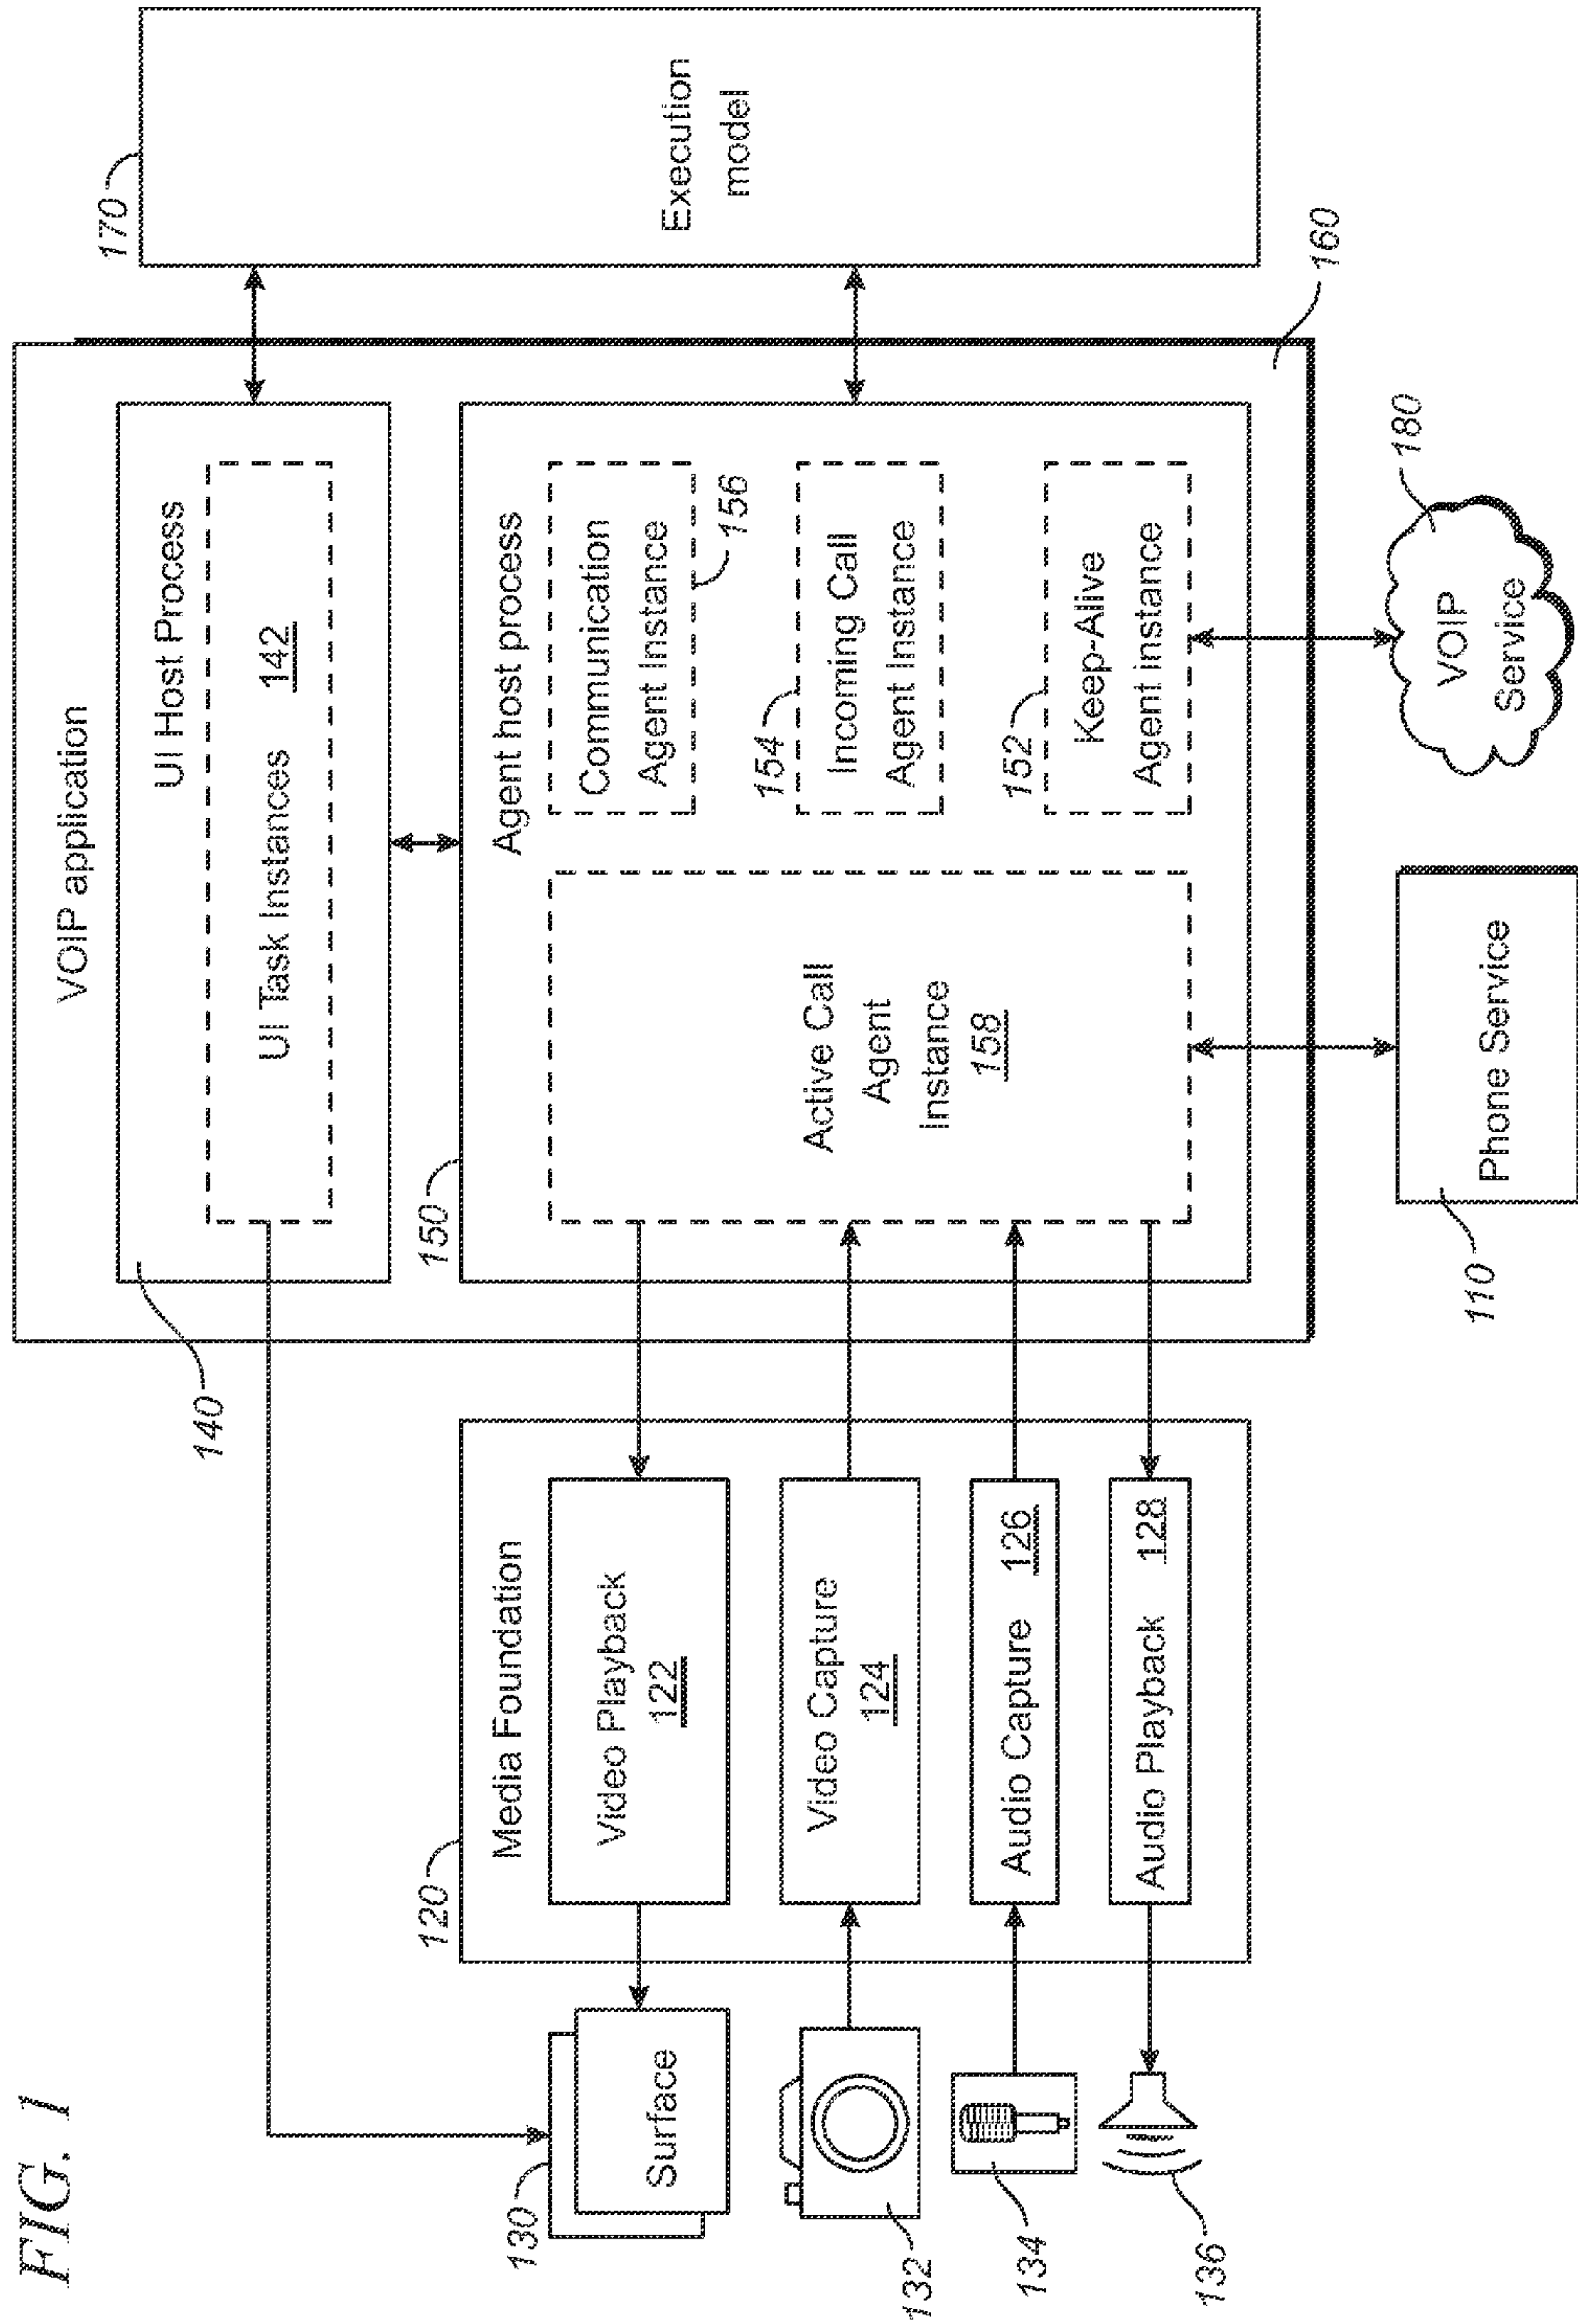 FIG. 1
VOIP application
UI Host Process
UI Task Instances 142
140
150
Agent host process
Communication
Agent Instance
156
154
Incoming Call
Agent Instance
152
Keep-Alive
Agent instance
Active Call
Agent
instance
158
160
170
Execution
model
120
Media Foundation
Video Playback
122
Video Capture
124
Audio Capture 126
Audio Playback 128
130
Surface
132
134
136
110
Phone Service
180
VOIP
Service